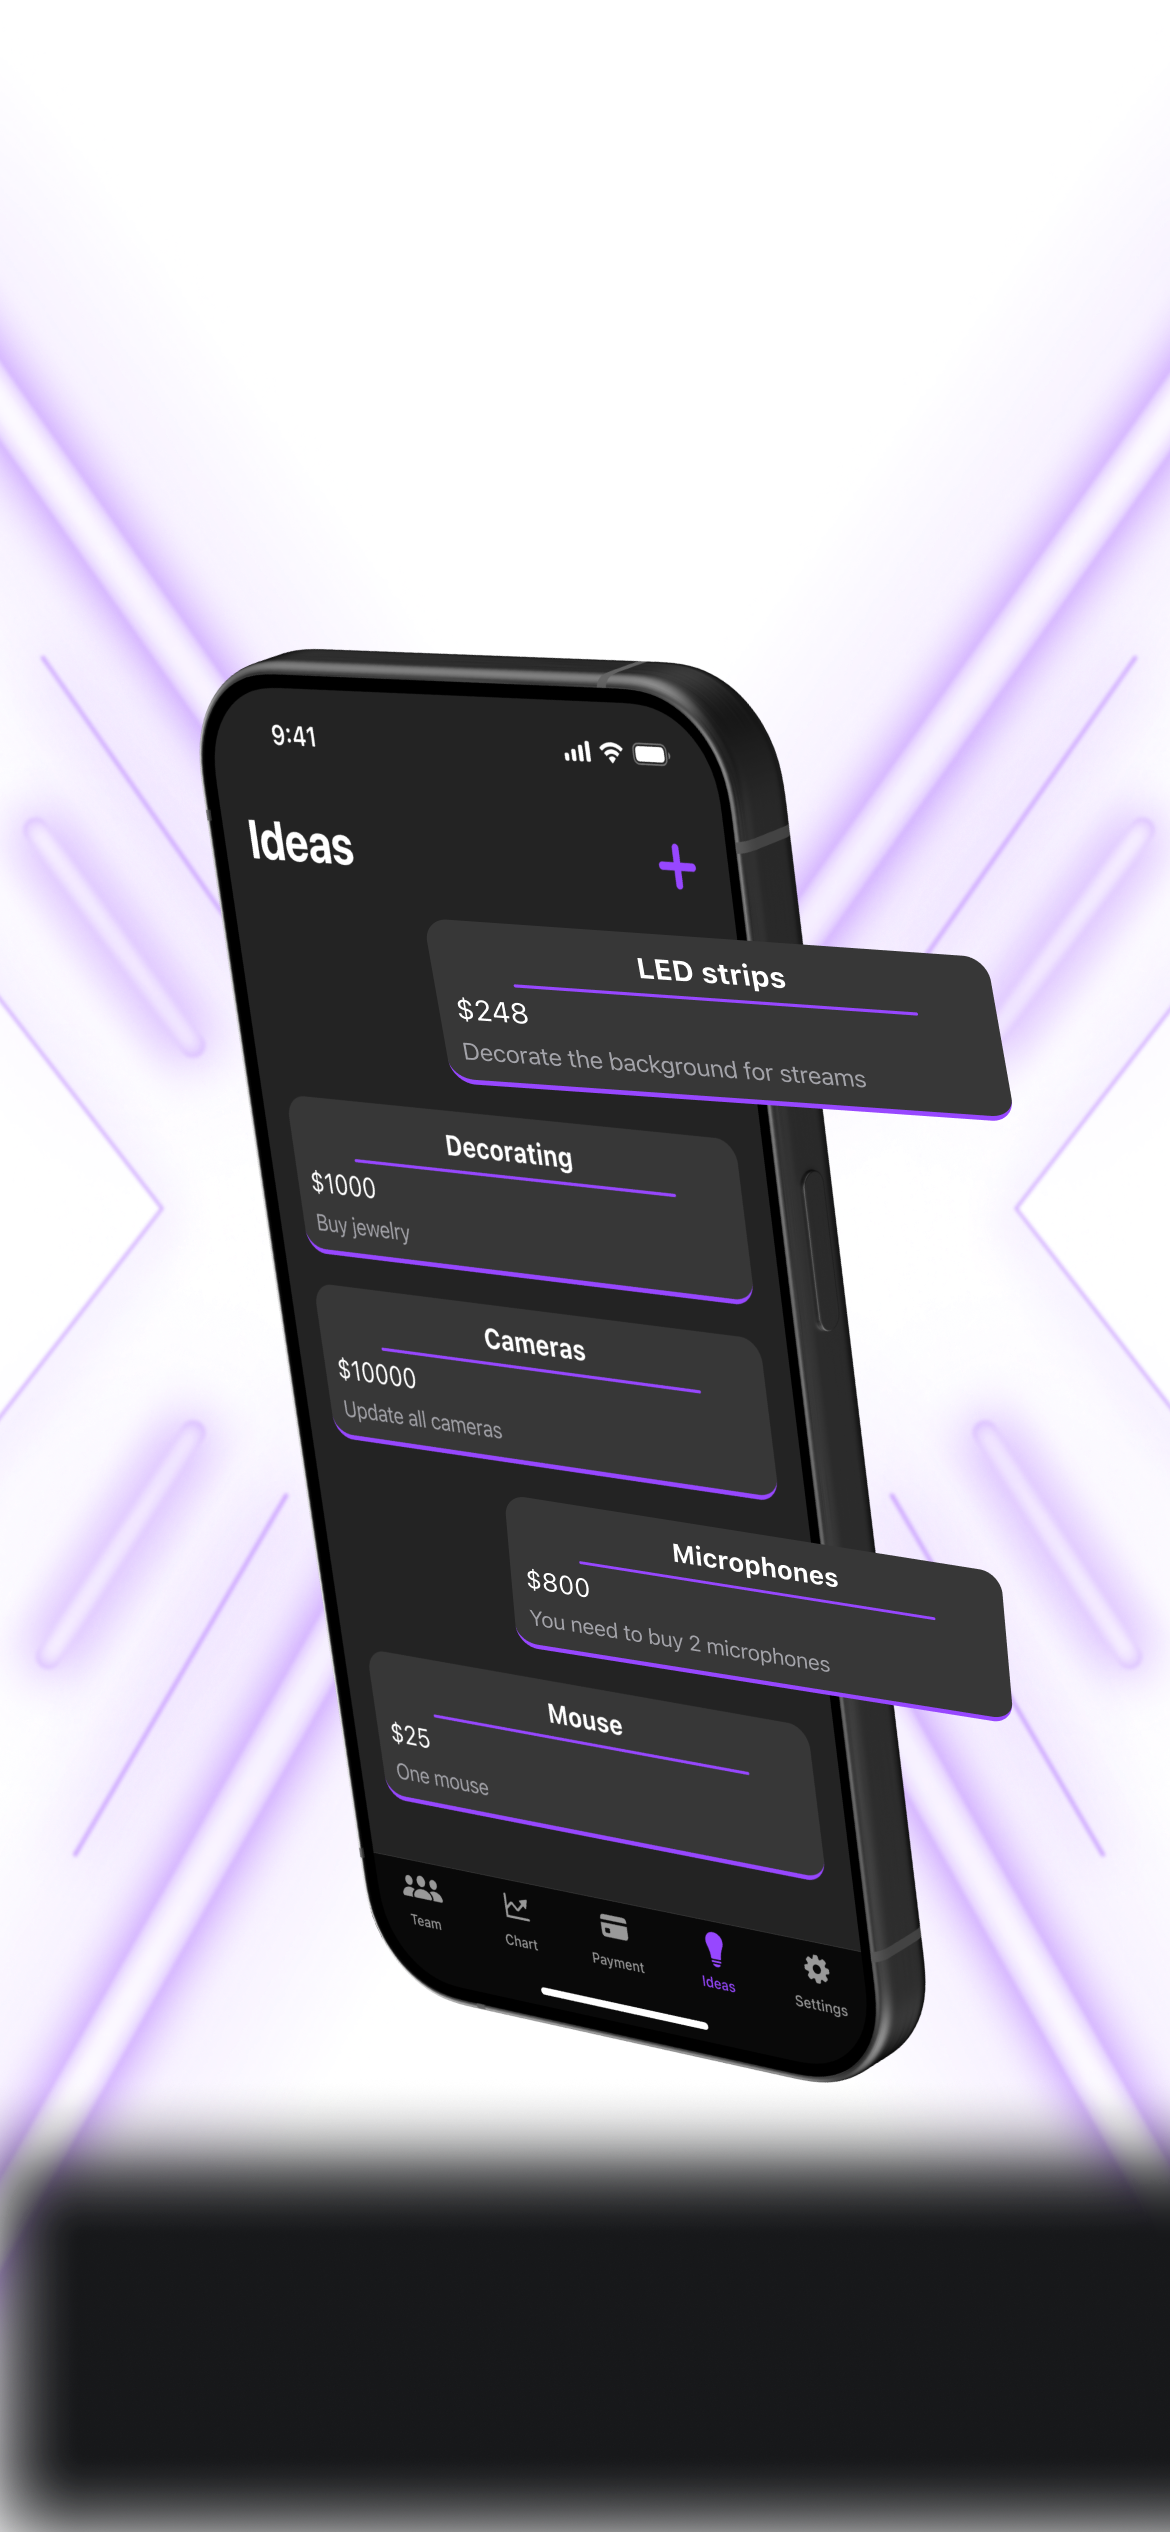 9:41
Ideas
LED strips
$248
Decorate the background for streams
Decorating
$1000
Buy jewelry
Cameras
$10000
Update all cameras
Microphones
$800
You need to buy 2 microphones
Mouse
$25
One mouse
Team
Chart
Payment
Ideas
Settings